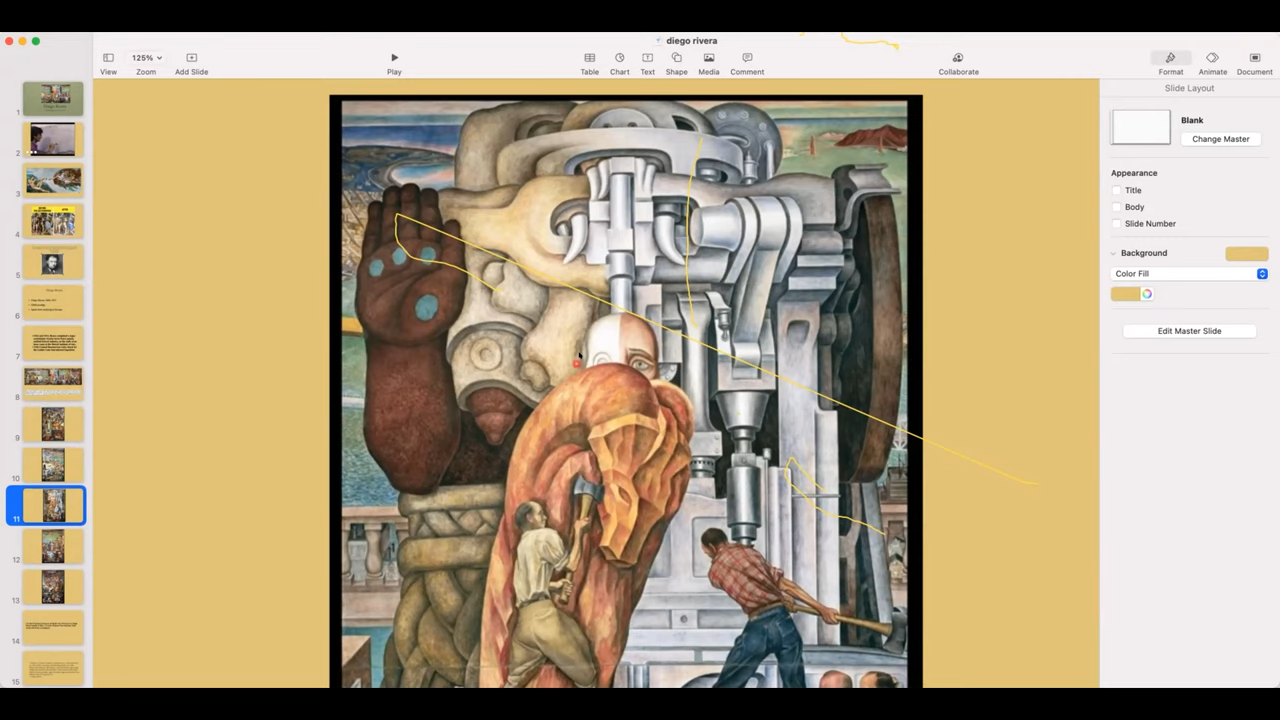 diego rivera
125%
View
Zoom
Add Slide
Play
Table
Chart
Text
Shape
Media
Comment
Collaborate
Format
Animate
Document
Slide Layout
Blank
Change Master
Appearance
Title
Body
Slide Number
Background
Color Fill
Edit Master Slide
1
2
3
4
5
6
7
8
9
10
11
12
13
14
15